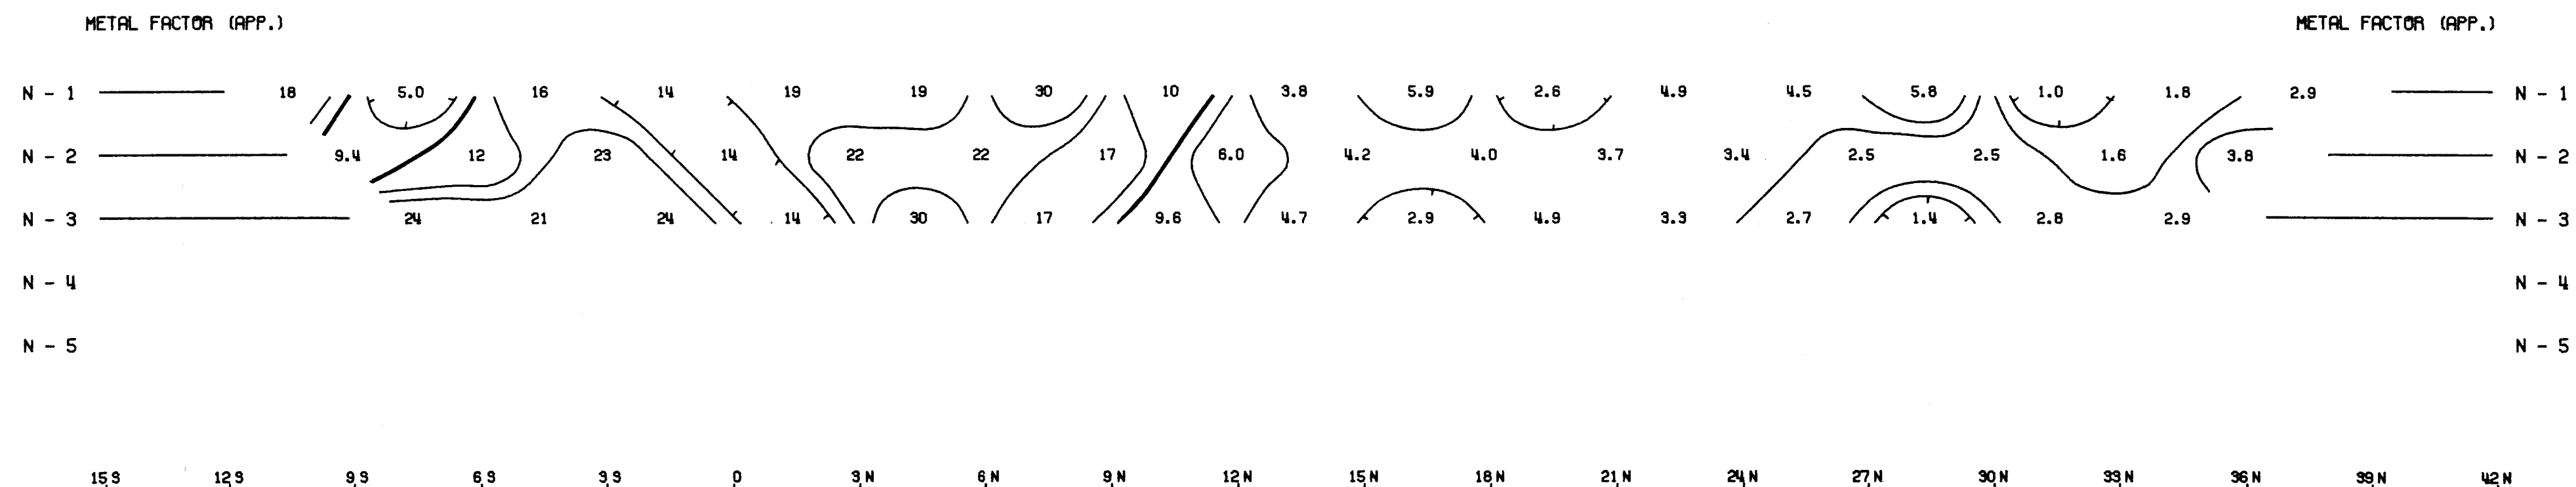 METAL FACTOR (APP.) METAL FACTOR (APP.)
N - 1 18 5.0 16 14 19 19 30 10 3.8 5.9 2.6 4.9 4.5 5.8 1.0 1.8 2.9 N - 1
N - 2 9.4 12 23 14 22 22 17 6.0 4.2 4.0 3.7 3.4 2.5 2.5 1.6 3.8 N - 2
N - 3 24 21 24 14 30 17 9.6 4.7 2.9 4.9 3.3 2.7 1.4 2.8 2.9 N - 3
N - 4 N - 4
N - 5 N - 5
15 S 12 S 9 S 6 S 3 S 0 3 N 6 N 9 N 12 N 15 N 18 N 21 N 24 N 27 N 30 N 33 N 36 N 39 N 42 N